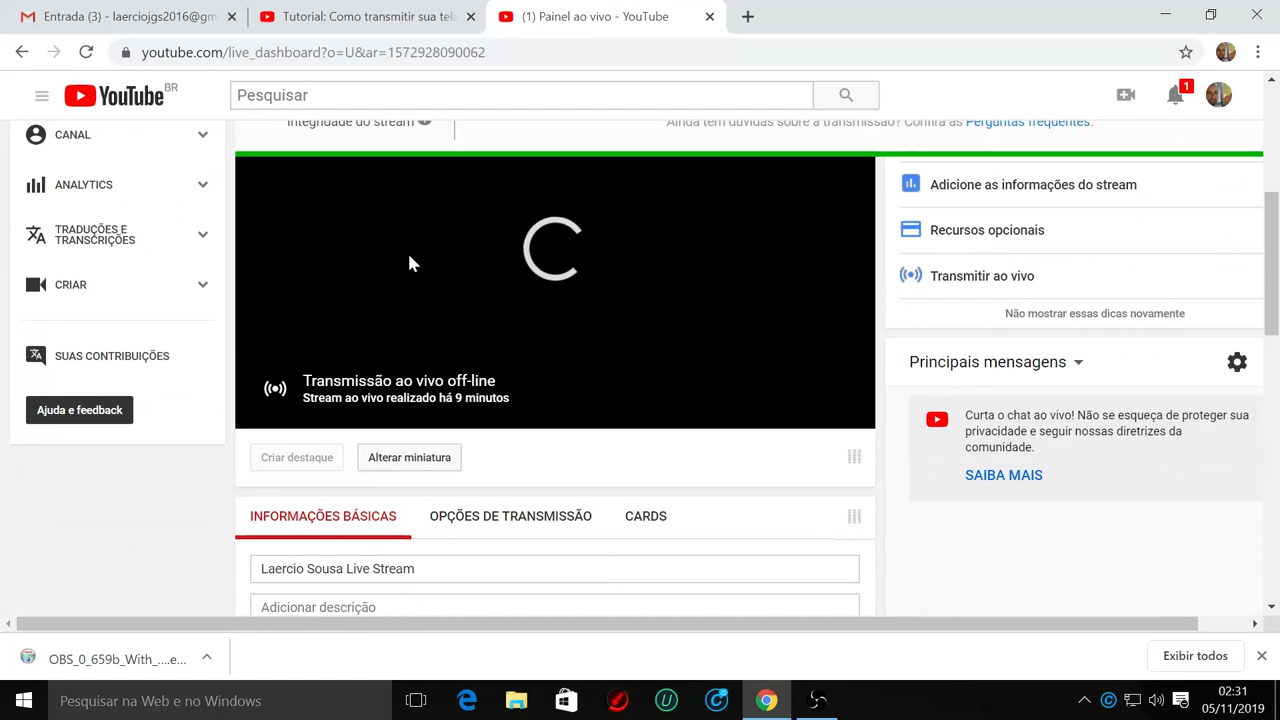 Entrada (3) - laerciojgs2016@gm
Tutorial: Como transmitir sua tela
(1) Painel ao vivo - YouTube
youtube.com/live_dashboard?o=U&ar=1572928090062
YouTube BR
Pesquisar
1
CANAL
ANALYTICS
TRADUÇÕES E
TRANSCRIÇÕES
CRIAR
SUAS CONTRIBUIÇÕES
Ajuda e feedback
Integridade do stream
Ainda tem dúvidas sobre a transmissão? Confira as Perguntas frequentes.
Transmissão ao vivo off-line
Stream ao vivo realizado há 9 minutos
Criar destaque
Alterar miniatura
INFORMAÇÕES BÁSICAS
OPÇÕES DE TRANSMISSÃO
CARDS
Laercio Sousa Live Stream
Adicionar descrição
Adicione as informações do stream
Recursos opcionais
Transmitir ao vivo
Não mostrar essas dicas novamente
Principais mensagens
Curta o chat ao vivo! Não se esqueça de proteger sua
privacidade e seguir nossas diretrizes da
comunidade.
SAIBA MAIS
OBS_0_659b_With_....e...
Exibir todos
Pesquisar na Web e no Windows
02:31
05/11/2019